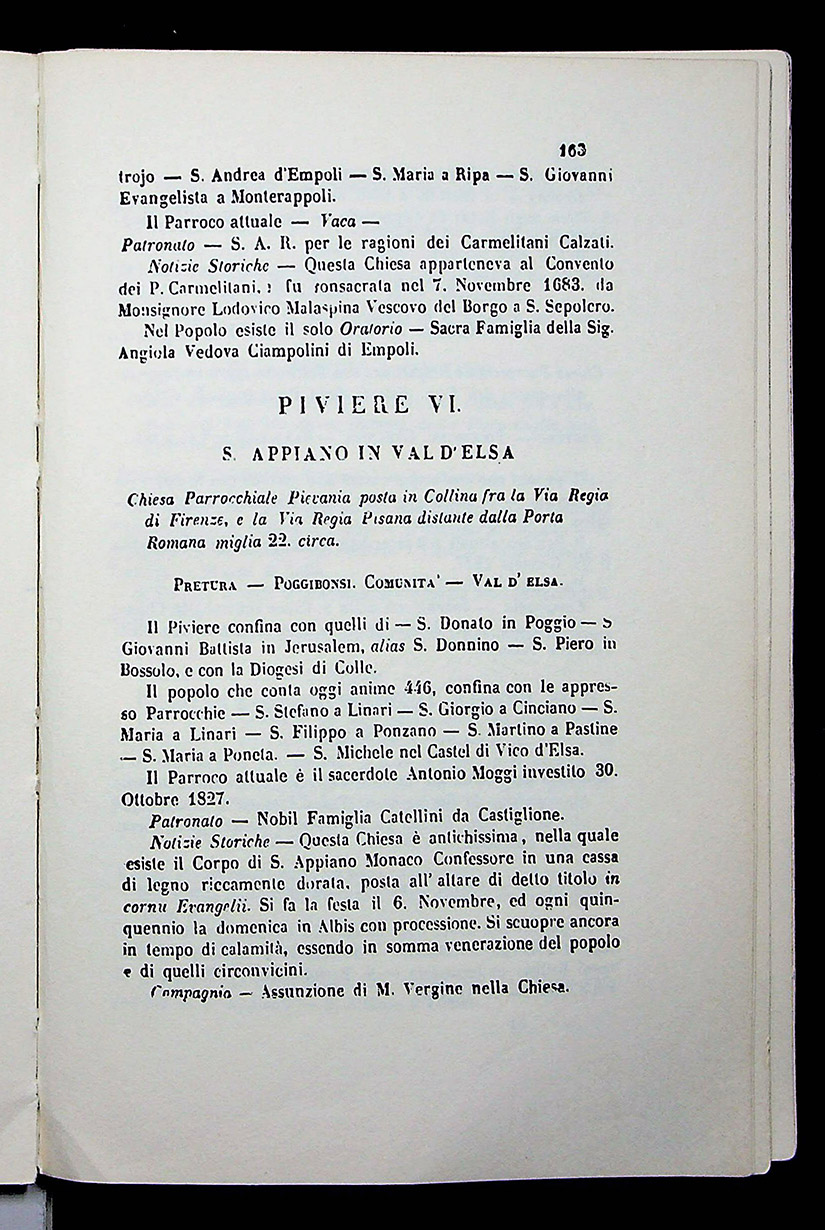 163
trojo — S. Andrea d'Empoli — S. Maria a Ripa — S. Giovanni
Evangelista a Monterappoli.
Il Parroco attuale — Vaca —
Patronato — S. A. R. per le ragioni dei Carmelitani Calzati.
Notizie Storiche — Questa Chiesa apparteneva al Convento
dei P. Carmelitani, : fu consacrata nel 7. Novembre 1683. da
Monsignore Lodovico Malaspina Vescovo del Borgo a S. Sepolcro.
Nel Popolo esiste il solo Oratorio — Sacra Famiglia della Sig.
Angiola Vedova Ciampolini di Empoli.
PIVIERE VI.
S. APPIANO IN VAL D'ELSA
Chiesa Parrocchiale Pievania posta in Collina fra la Via Regia
di Firenze, e la Via Regia Pisana distante dalla Porta
Romana miglia 22. circa.
PRETURA — POGGIBONSI. COMUNITA' — VAL D' ELSA.
Il Piviere confina con quelli di — S. Donato in Poggio — S
Giovanni Battista in Jerusalem, alias S. Donnino — S. Piero in
Bossolo, e con la Diogesi di Colle.
Il popolo che conta oggi anime 446, confina con le appres-
so Parrocchie — S. Stefano a Linari — S. Giorgio a Cinciano — S.
Maria a Linari — S. Filippo a Ponzano — S. Martino a Pastine
— S. Maria a Poneta. — S. Michele nel Castel di Vico d'Elsa.
Il Parroco attuale è il sacerdote Antonio Moggi investito 30.
Ottobre 1827.
Patronato — Nobil Famiglia Catellini da Castiglione.
Notizie Storiche — Questa Chiesa è antichissima, nella quale
esiste il Corpo di S. Appiano Monaco Confessore in una cassa
di legno riccamente dorata, posta all' altare di detto titolo in
cornu Evangelii. Si fa la festa il 6. Novembre, ed ogni quin-
quennio la domenica in Albis con processione. Si scuopre ancora
in tempo di calamità, essendo in somma venerazione del popolo
e di quelli circonvicini.
Compagnia — Assunzione di M. Vergine nella Chiesa.